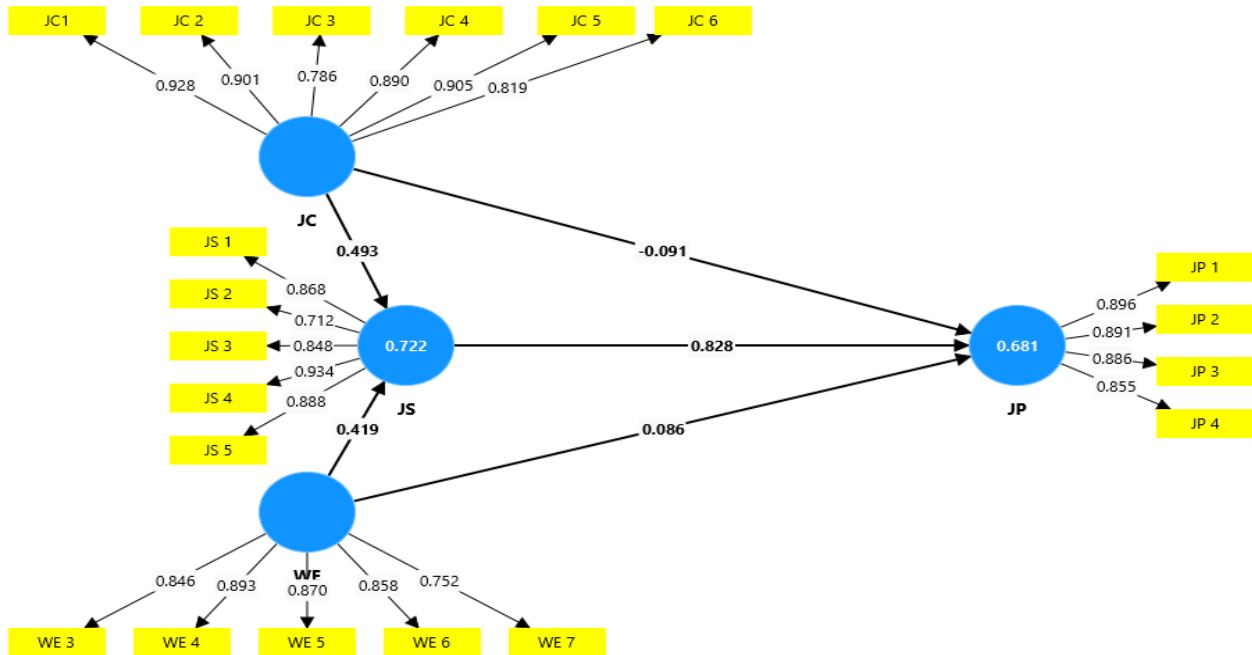 JC1
JC 2
JC 3
JC 4
JC 5
JC 6
0.928
0.901
0.786
0.890
0.905
0.819
JC
JS 1
JS 2
JS 3
JS 4
JS 5
0.868
0.712
0.848
0.934
0.888
0.493
-0.091
0.722
JS
0.828
0.681
JP
0.419
0.086
JP 1
JP 2
JP 3
JP 4
0.896
0.891
0.886
0.855
WE
0.846
0.893
0.870
0.858
0.752
WE 3
WE 4
WE 5
WE 6
WE 7